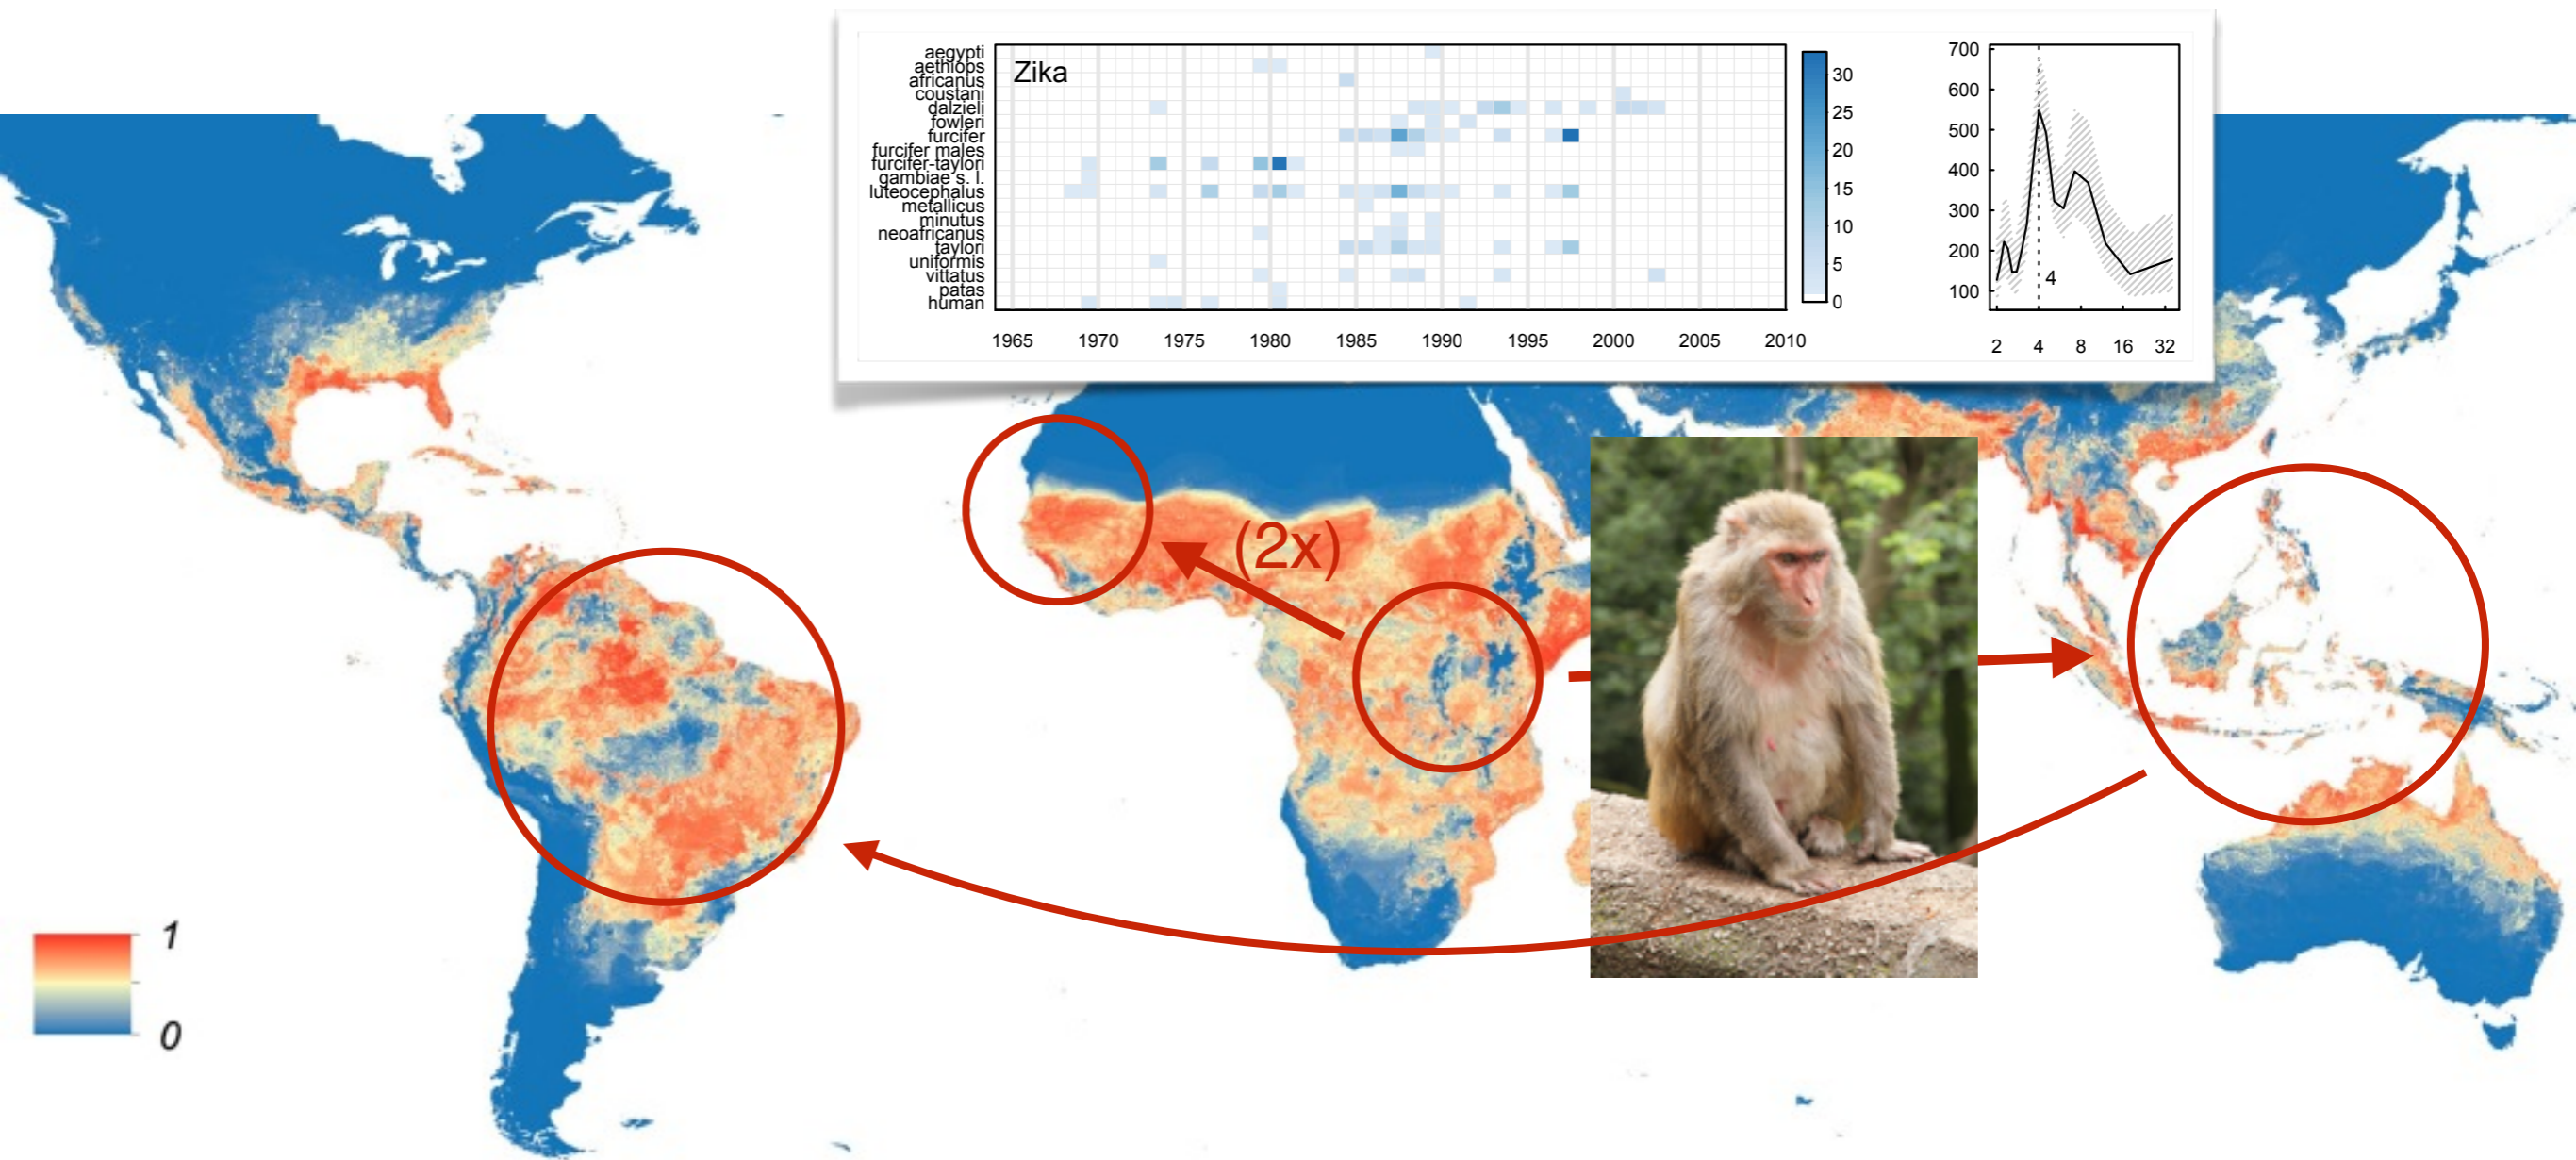 Zika
aegypti
aethiops
africanus
coustani
dalzieli
fowleri
furcifer
furcifer males
furcifer-taylori
gambiae s. l.
luteocephalus
metallicus
minutus
neoafricanus
taylori
uniformis
vittatus
patas
human
1965 1970 1975 1980 1985 1990 1995 2000 2005 2010
30
25
20
15
10
5
0
700
600
500
400
300
200
100
4
2 4 8 16 32
(2x)
1
0